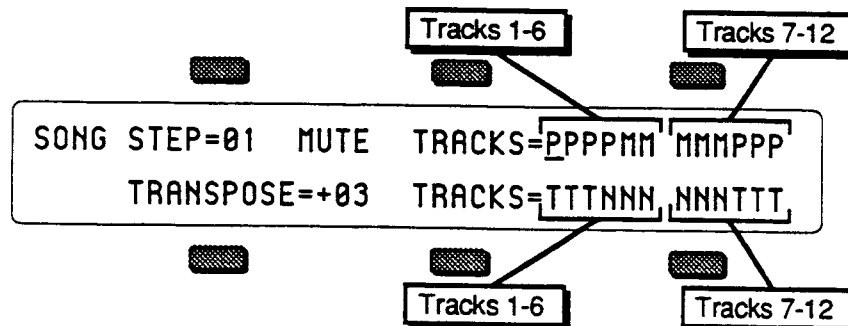 Tracks 1-6 Tracks 7-12
SONG STEP=01 MUTE TRACKS=PPPPMM MMMPPP
TRANSPOSE=+03 TRACKS=TTTNNN NNNTTT
Tracks 1-6 Tracks 7-12